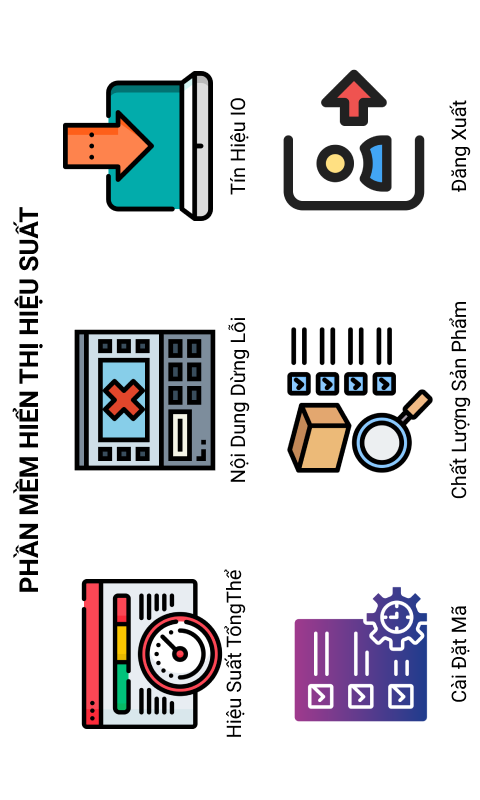 PHẦN MỀM HIỂN THỊ HIỆU SUẤT
Hiệu Suất TổngThể
Nội Dung Dừng Lỗi
Tín Hiệu IO
Cài Đặt Mã
Chất Lượng Sản Phẩm
Đăng Xuất